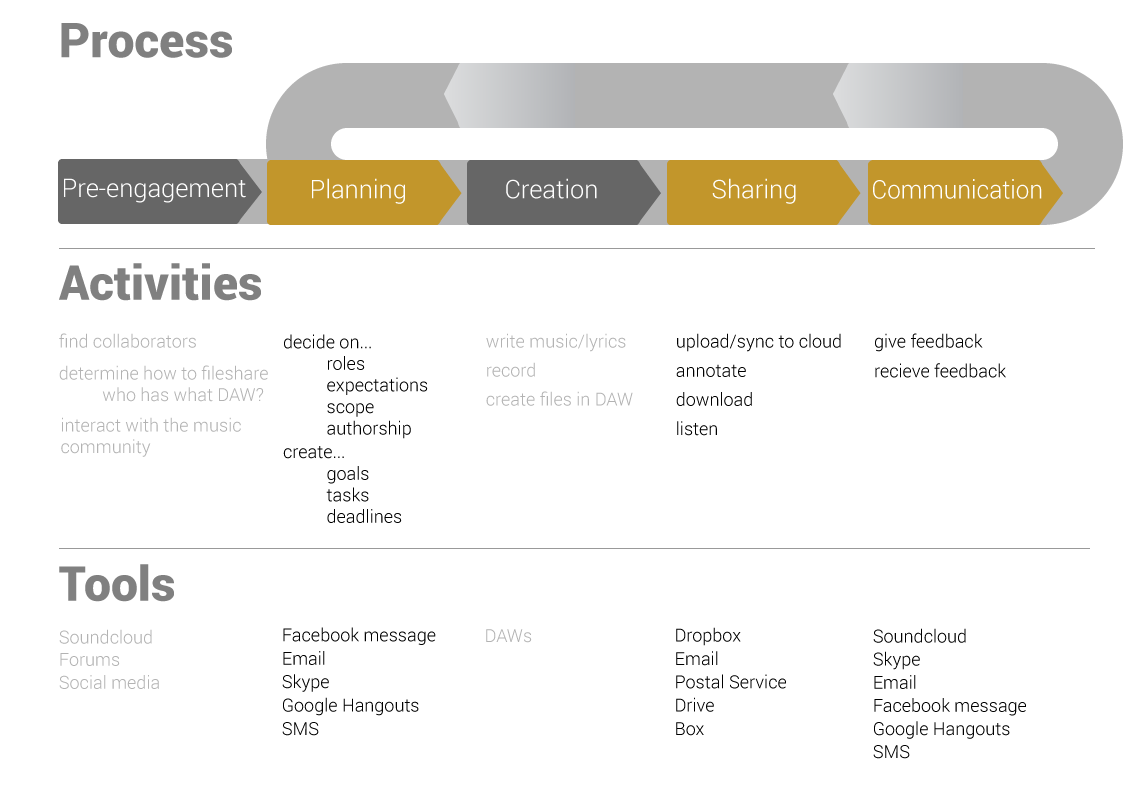 Process
Pre-engagement
Planning
Creation
Sharing
Communication
Activities
find collaborators
determine how to fileshare
who has what DAW?
interact with the music
community
decide on...
roles
expectations
scope
authorship
create...
goals
tasks
deadlines
write music/lyrics
record
create files in DAW
upload/sync to cloud
annotate
download
listen
give feedback
recieve feedback
Tools
Soundcloud
Forums
Social media
Facebook message
Email
Skype
Google Hangouts
SMS
DAWs
Dropbox
Email
Postal Service
Drive
Box
Soundcloud
Skype
Email
Facebook message
Google Hangouts
SMS